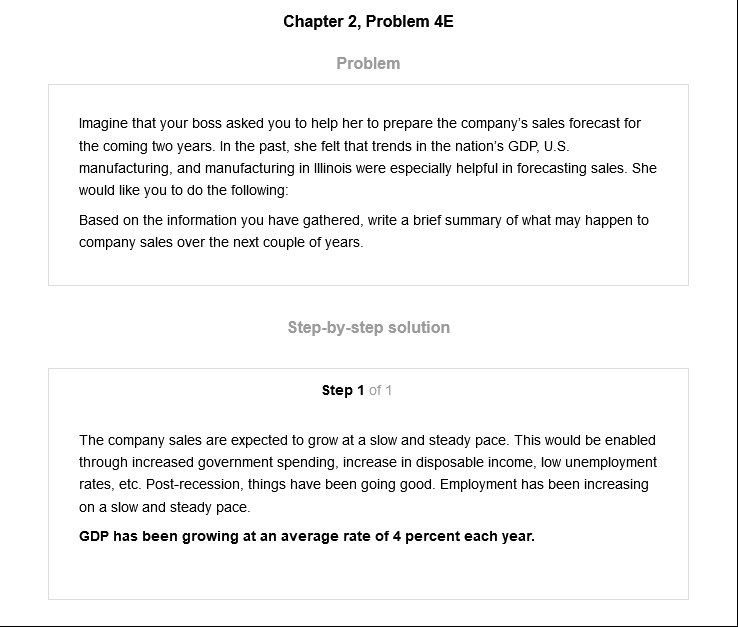 Chapter 2, Problem 4E
Problem
Imagine that your boss asked you to help her to prepare the company's sales forecast for
the coming two years. In the past, she felt that trends in the nation's GDP, U.S.
manufacturing, and manufacturing in Illinois were especially helpful in forecasting sales. She
would like you to do the following:
Based on the information you have gathered, write a brief summary of what may happen to
company sales over the next couple of years.
Step-by-step solution
Step 1 of 1
The company sales are expected to grow at a slow and steady pace. This would be enabled
through increased government spending, increase in disposable income, low unemployment
rates, etc. Post-recession, things have been going good. Employment has been increasing
on a slow and steady pace.
GDP has been growing at an average rate of 4 percent each year.